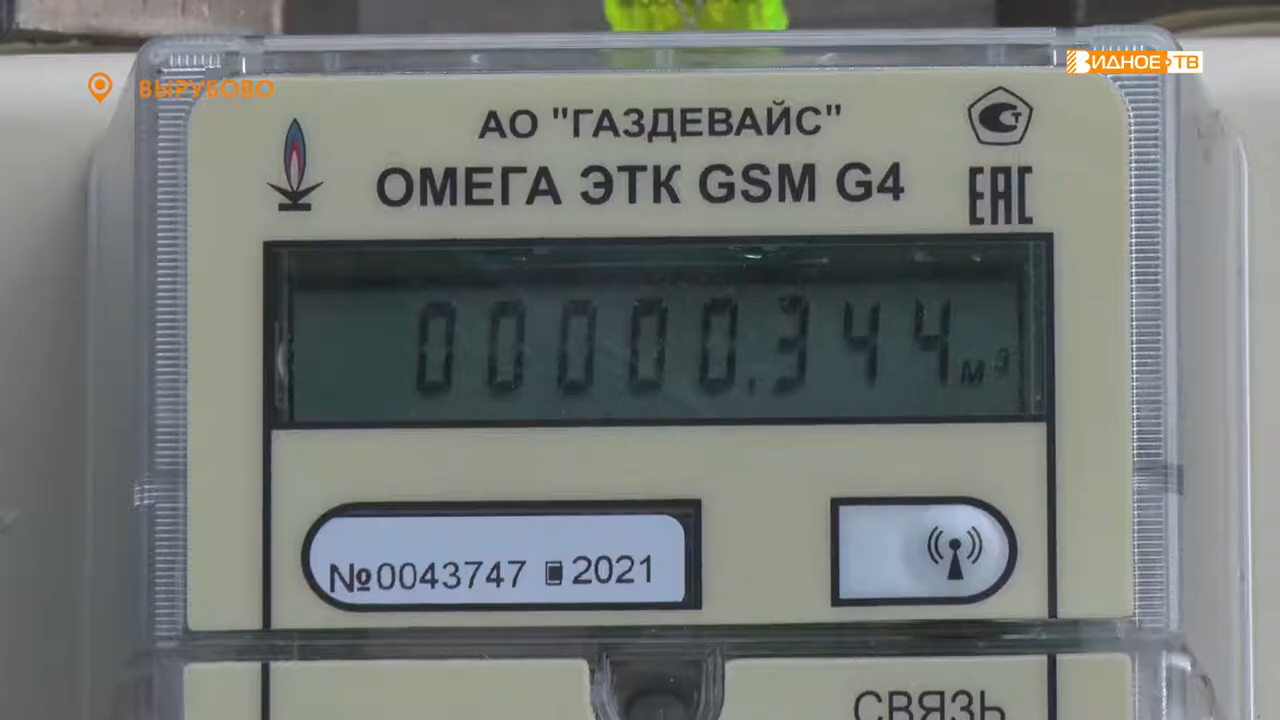 ВЫРУБОВО
ВИДНОЕ ТВ
АО "ГАЗДЕВАЙС"
ОМЕГА ЭТК GSM G4
ЕАС
00000.344 м³
№0043747 2021
СВЯЗЬ